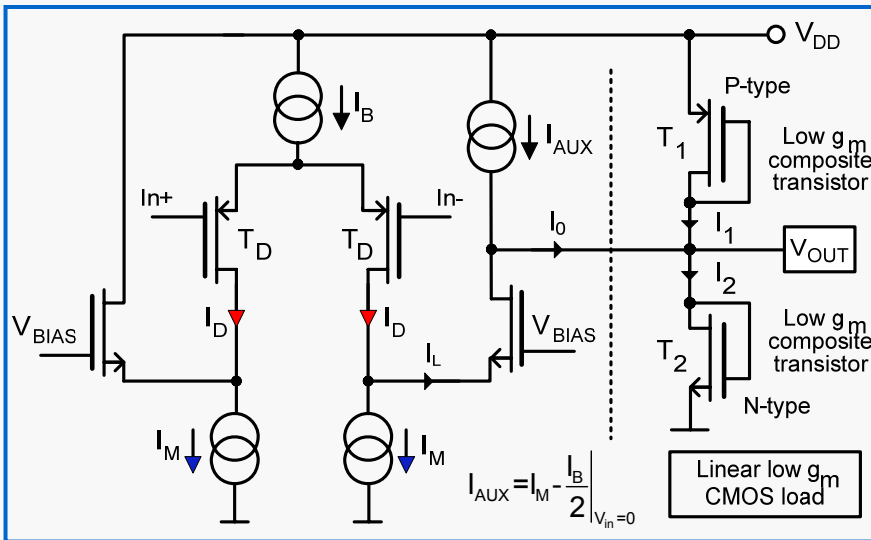 V_DD
P-type
I_B
I_AUX
T_1
Low g_m
composite
transistor
In+
In-
T_D
T_D
I_0
I_1
V_OUT
I_2
V_BIAS
I_D
I_D
V_BIAS
Low g_m
composite
transistor
I_L
T_2
N-type
I_M
I_M
I_AUX=I_M-I_B/2|V_in=0
Linear low g_m
CMOS load